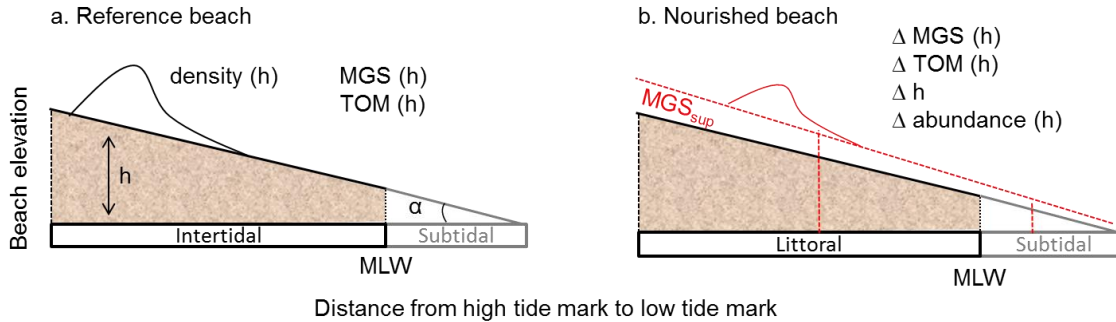 a. Reference beach
density (h)
MGS (h)
TOM (h)
h
α
Intertidal
Subtidal
MLW
Beach elevation
b. Nourished beach
Δ MGS (h)
Δ TOM (h)
Δ h
Δ abundance (h)
MGSsup
Littoral
Subtidal
MLW
Distance from high tide mark to low tide mark